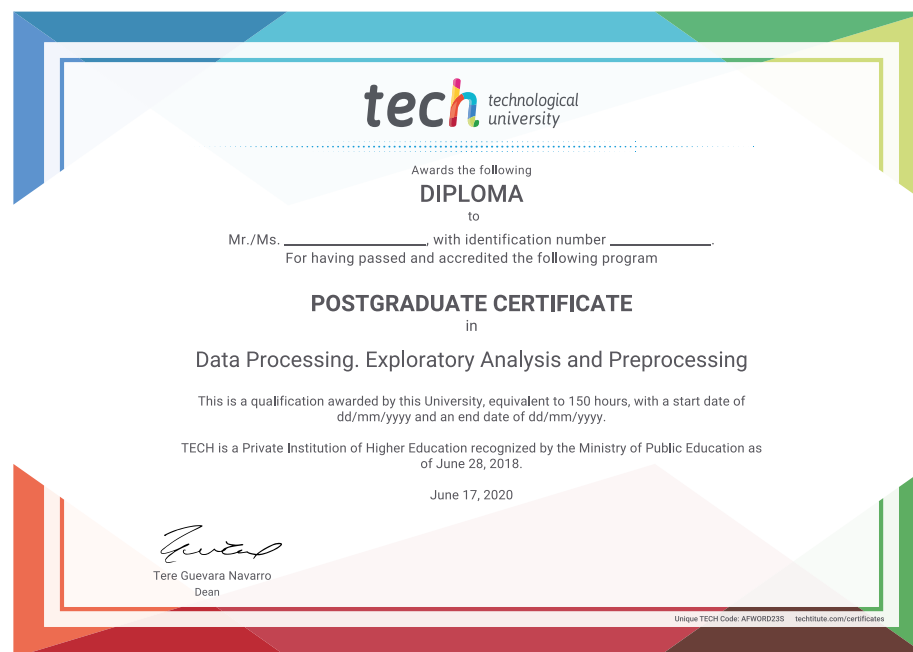 tech technological
university
Awards the following
DIPLOMA
to
Mr./Ms. ____________, with identification number ____________.
For having passed and accredited the following program
POSTGRADUATE CERTIFICATE
in
Data Processing. Exploratory Analysis and Preprocessing
This is a qualification awarded by this University, equivalent to 150 hours, with a start date of
dd/mm/yyyy and an end date of dd/mm/yyyy.
TECH is a Private Institution of Higher Education recognized by the Ministry of Public Education as
of June 28, 2018.
June 17, 2020
Tere Guevara Navarro
Dean
Unique TECH Code: AFWORD23S techtitute.com/certificates